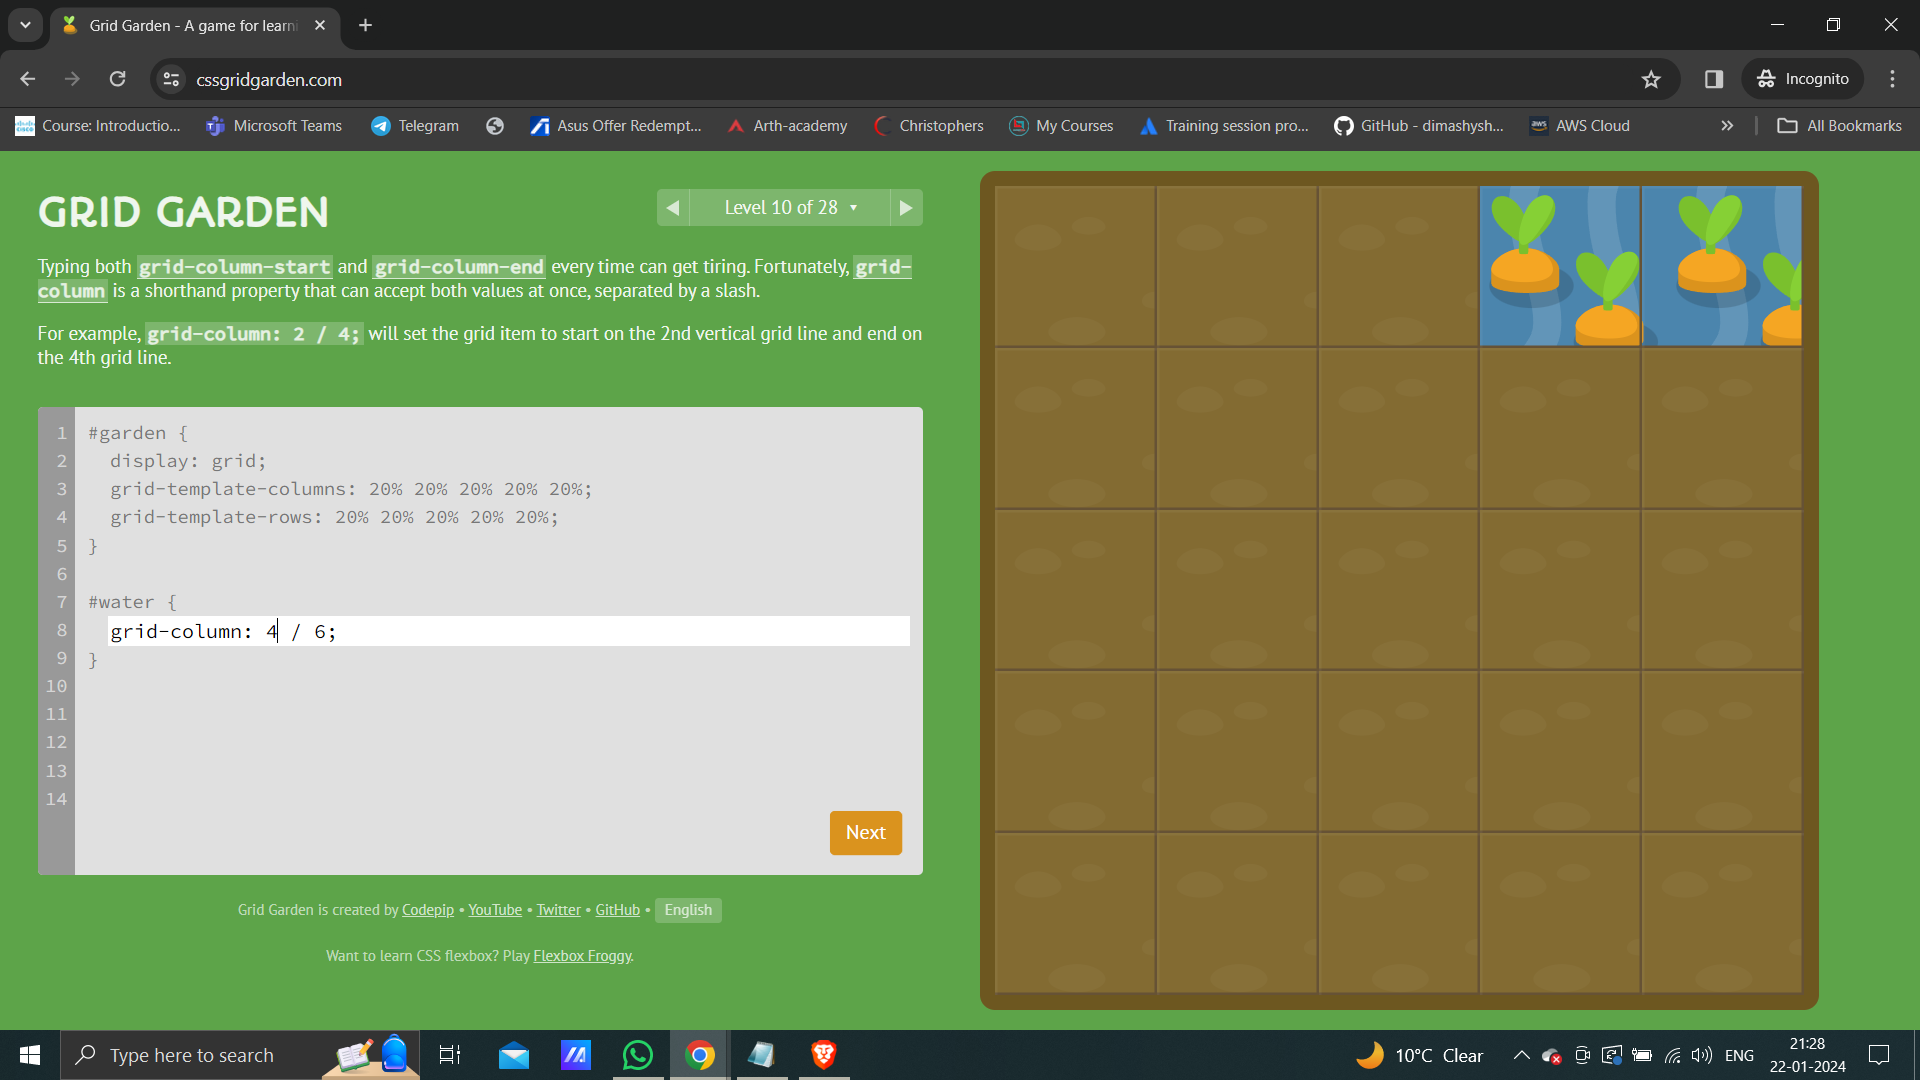 Grid Garden - A game for learni
cssgridgarden.com
Incognito
Course: Introductio...
Microsoft Teams
Telegram
Asus Offer Redempt...
Arth-academy
Christophers
My Courses
Training session pro...
GitHub - dimashysh...
AWS Cloud
All Bookmarks
GRID GARDEN
Level 10 of 28
Typing both grid-column-start and grid-column-end every time can get tiring. Fortunately, grid-
column is a shorthand property that can accept both values at once, separated by a slash.
For example, grid-column: 2 / 4; will set the grid item to start on the 2nd vertical grid line and end on
the 4th grid line.
1 #garden {
2 display: grid;
3 grid-template-columns: 20% 20% 20% 20% 20%;
4 grid-template-rows: 20% 20% 20% 20% 20%;
5 }
6
7 #water {
8 grid-column: 4 / 6;
9 }
10
11
12
13
14
Next
Grid Garden is created by Codepip • YouTube • Twitter • GitHub • English
Want to learn CSS flexbox? Play Flexbox Froggy.
Type here to search
10°C Clear
ENG
21:28
22-01-2024